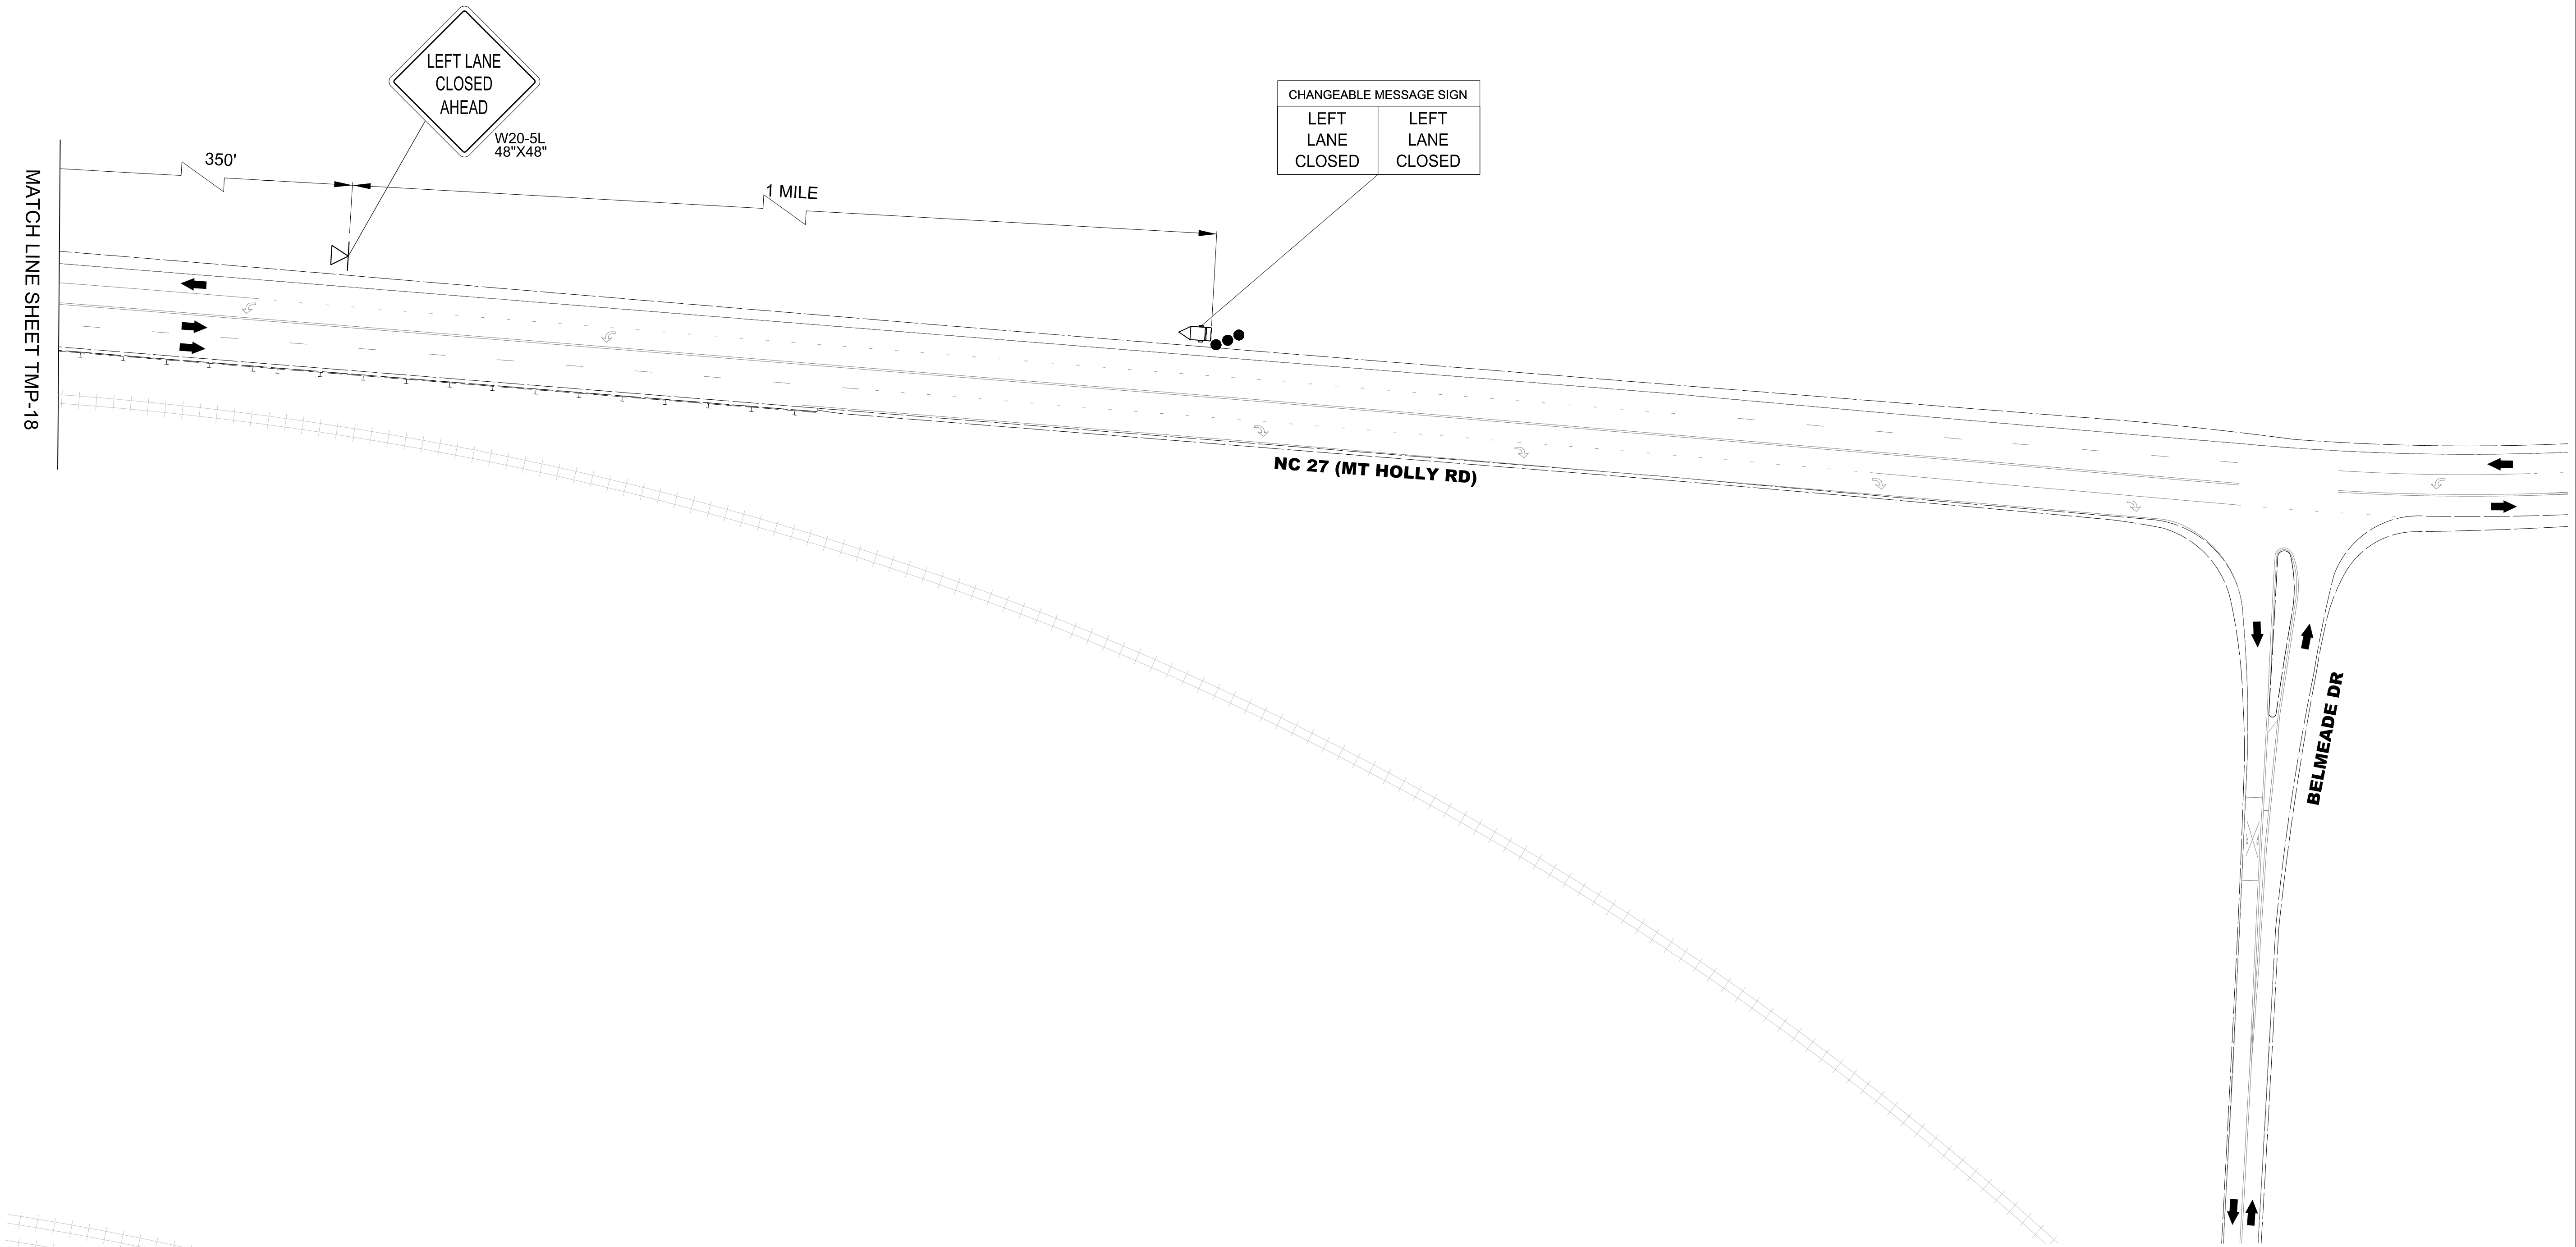 LEFT LANE
CLOSED
AHEAD
W20-5L
48"X48"
CHANGEABLE MESSAGE SIGN
LEFT
LANE
CLOSED
LEFT
LANE
CLOSED
350'
1 MILE
MATCH LINE SHEET TMP-18
NC 27 (MT HOLLY RD)
BELMEADE DR